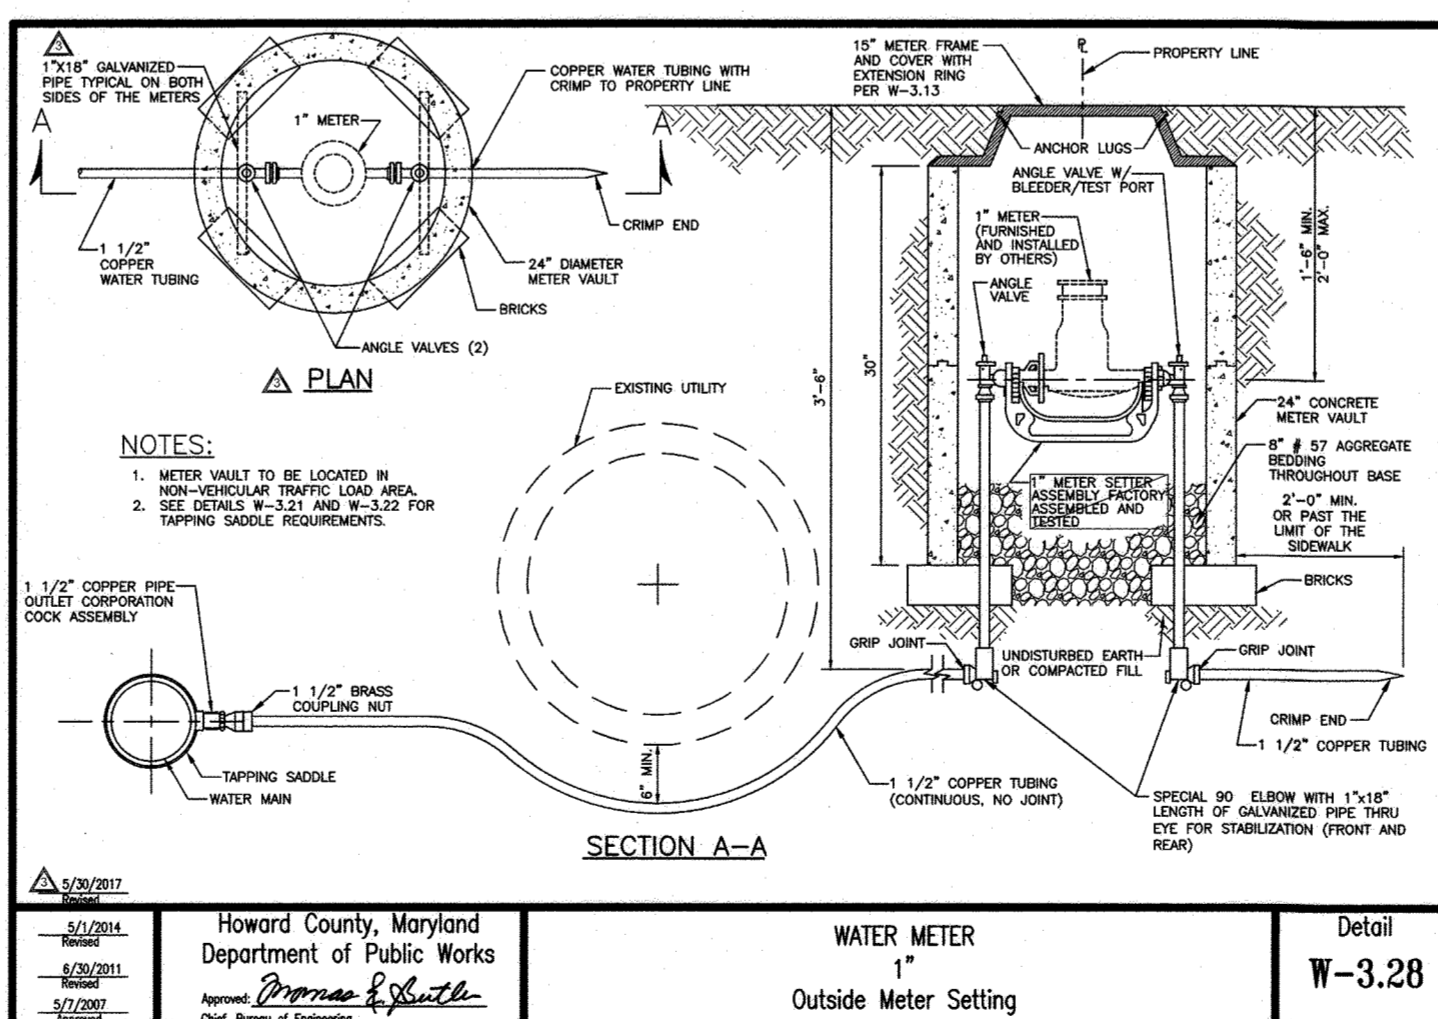 3
1"X18" GALVANIZED
PIPE TYPICAL ON BOTH
SIDES OF THE METERS
A
COPPER WATER TUBING WITH
CRIMP TO PROPERTY LINE
1" METER
A
CRIMP END
1 1/2"
COPPER
WATER TUBING
24" DIAMETER
METER VAULT
BRICKS
ANGLE VALVES (2)
3 PLAN
15" METER FRAME
AND COVER WITH
EXTENSION RING
PER W-3.13
PROPERTY LINE
ANCHOR LUGS
ANGLE VALVE W/
BLEEDER/TEST PORT
1" METER
(FURNISHED
AND INSTALLED
BY OTHERS)
ANGLE
VALVE
1'-6" MIN.
2'-0" MAX.
30"
3'-6"
24" CONCRETE
METER VAULT
8" # 57 AGGREGATE
BEDDING
THROUGHOUT BASE
1" METER SETTER
ASSEMBLY FACTORY
ASSEMBLED AND
TESTED
2'-0" MIN.
OR PAST THE
LIMIT OF THE
SIDEWALK
BRICKS
EXISTING UTILITY
NOTES:
1. METER VAULT TO BE LOCATED IN
NON-VEHICULAR TRAFFIC LOAD AREA.
2. SEE DETAILS W-3.21 AND W-3.22 FOR
TAPPING SADDLE REQUIREMENTS.
1 1/2" COPPER PIPE
OUTLET CORPORATION
COCK ASSEMBLY
GRIP JOINT
UNDISTURBED EARTH
OR COMPACTED FILL
GRIP JOINT
1 1/2" BRASS
COUPLING NUT
TAPPING SADDLE
WATER MAIN
6" MIN.
1 1/2" COPPER TUBING
(CONTINUOUS, NO JOINT)
CRIMP END
1 1/2" COPPER TUBING
SPECIAL 90 ELBOW WITH 1"x18"
LENGTH OF GALVANIZED PIPE THRU
EYE FOR STABILIZATION (FRONT AND
REAR)
SECTION A-A
3 5/30/2017
Revised
5/1/2014
Revised
6/30/2011
Revised
5/7/2007
Approved
Howard County, Maryland
Department of Public Works
Approved: Thomas E. Butler
Chief, Bureau of Engineering
WATER METER
1"
Outside Meter Setting
Detail
W-3.28